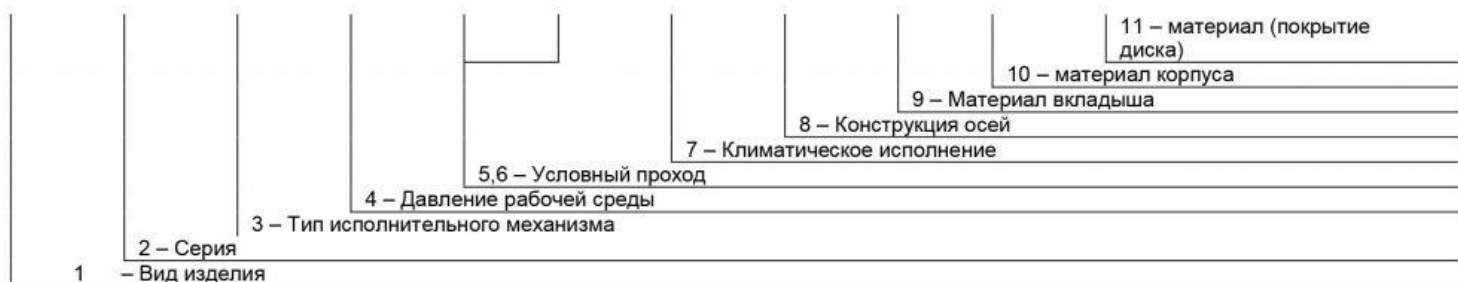 11 – материал (покрытие
диска)
10 – материал корпуса
9 – Материал вкладыша
8 – Конструкция осей
7 – Климатическое исполнение
5,6 – Условный проход
4 – Давление рабочей среды
3 – Тип исполнительного механизма
2 – Серия
1 – Вид изделия